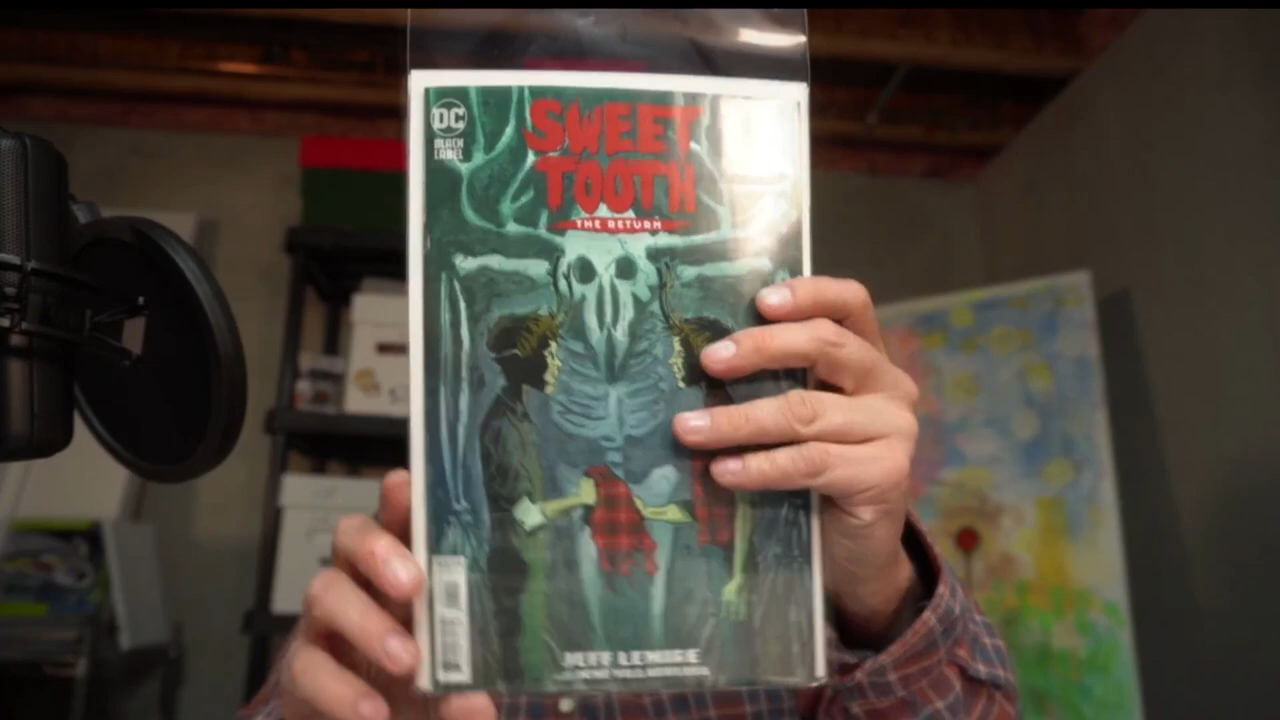 DC
BLACK
LABEL
SWEET
TOOTH
THE RETURN
JEFF LEMIRE